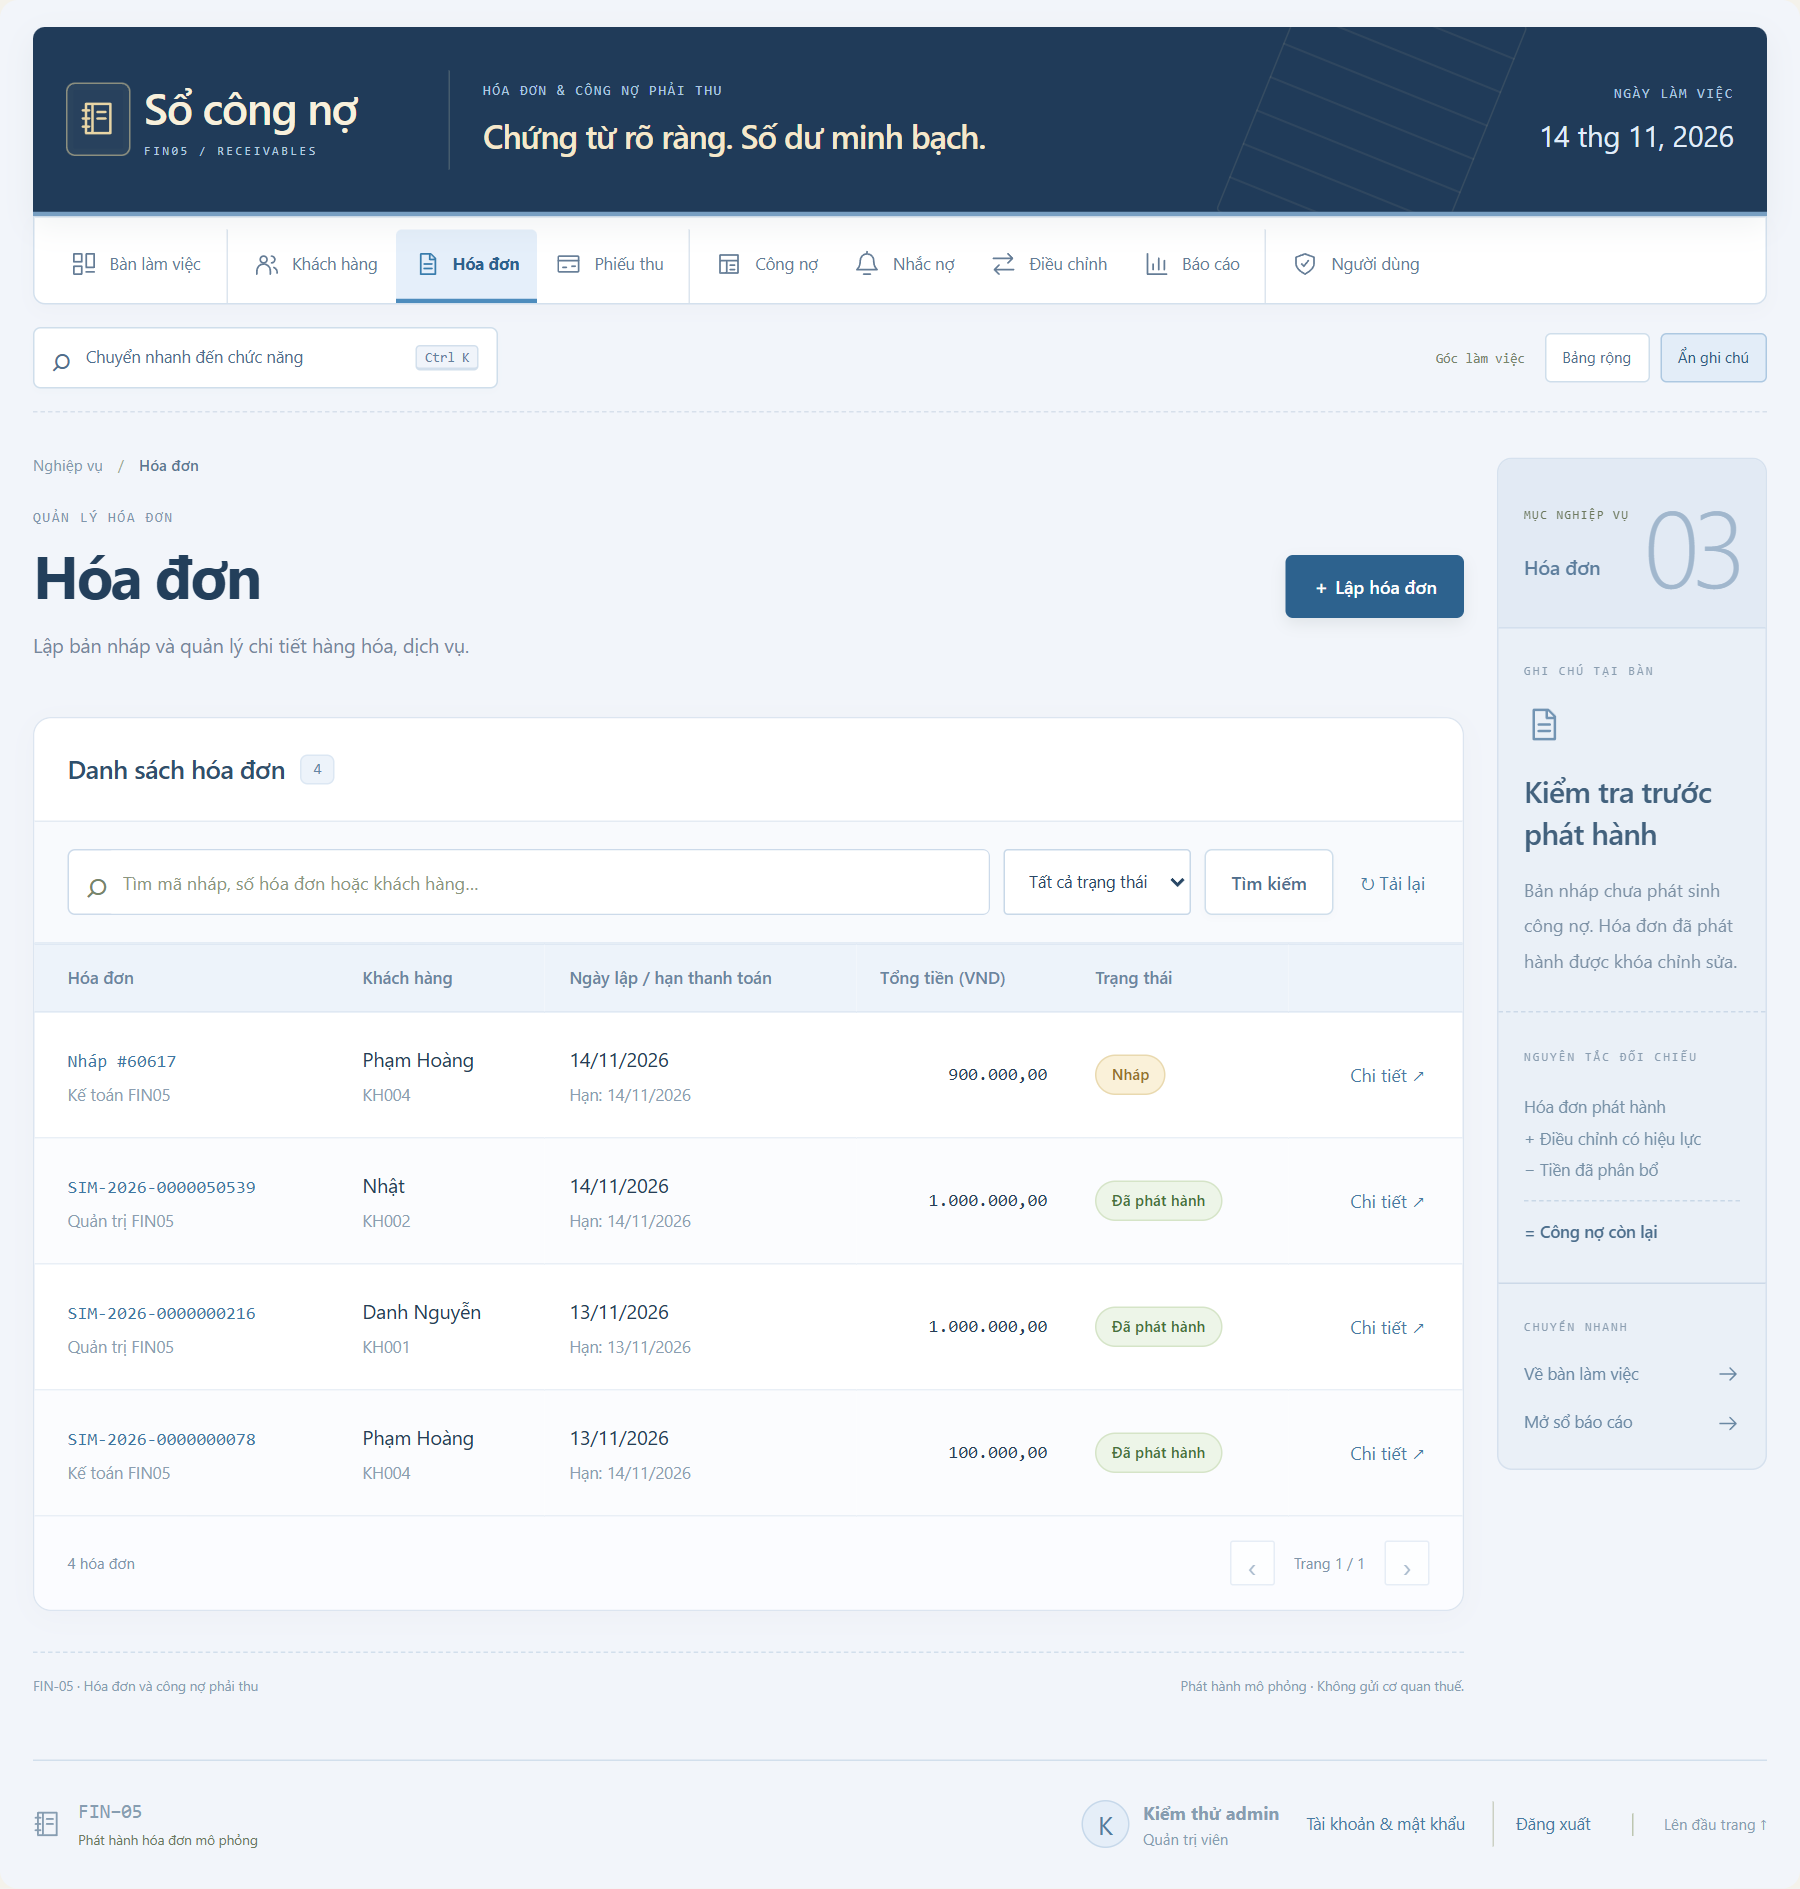 Sổ công nợ
FIN05 / RECEIVABLES
HÓA ĐƠN & CÔNG NỢ PHẢI THU
Chứng từ rõ ràng. Số dư minh bạch.
NGÀY LÀM VIỆC
14 thg 11, 2026
Bàn làm việc
Khách hàng
Hóa đơn
Phiếu thu
Công nợ
Nhắc nợ
Điều chỉnh
Báo cáo
Người dùng
Chuyển nhanh đến chức năng
Ctrl K
Góc làm việc
Bảng rộng
Ẩn ghi chú
Nghiệp vụ / Hóa đơn
QUẢN LÝ HÓA ĐƠN
Hóa đơn
Lập bản nháp và quản lý chi tiết hàng hóa, dịch vụ.
+ Lập hóa đơn
Danh sách hóa đơn 4
Tìm mã nháp, số hóa đơn hoặc khách hàng...
Tất cả trạng thái
Tìm kiếm
↻ Tải lại
Hóa đơn Khách hàng Ngày lập / hạn thanh toán Tổng tiền (VND) Trạng thái
Nháp #60617 Phạm Hoàng 14/11/2026 900.000,00 Nháp Chi tiết ↗
Kế toán FIN05 KH004 Hạn: 14/11/2026
SIM-2026-0000050539 Nhật 14/11/2026 1.000.000,00 Đã phát hành Chi tiết ↗
Quản trị FIN05 KH002 Hạn: 14/11/2026
SIM-2026-0000000216 Danh Nguyễn 13/11/2026 1.000.000,00 Đã phát hành Chi tiết ↗
Quản trị FIN05 KH001 Hạn: 13/11/2026
SIM-2026-0000000078 Phạm Hoàng 13/11/2026 100.000,00 Đã phát hành Chi tiết ↗
Kế toán FIN05 KH004 Hạn: 14/11/2026
4 hóa đơn
‹ Trang 1 / 1 ›
MỤC NGHIỆP VỤ
Hóa đơn
03
GHI CHÚ TẠI BÀN
Kiểm tra trước
phát hành
Bản nháp chưa phát sinh
công nợ. Hóa đơn đã phát
hành được khóa chỉnh sửa.
NGUYÊN TẮC ĐỐI CHIẾU
Hóa đơn phát hành
+ Điều chỉnh có hiệu lực
− Tiền đã phân bổ
= Công nợ còn lại
CHUYỂN NHANH
Về bàn làm việc →
Mở sổ báo cáo →
FIN-05 · Hóa đơn và công nợ phải thu
Phát hành mô phỏng · Không gửi cơ quan thuế.
FIN-05
Phát hành hóa đơn mô phỏng
K
Kiểm thử admin
Quản trị viên
Tài khoản & mật khẩu
Đăng xuất
Lên đầu trang ↑